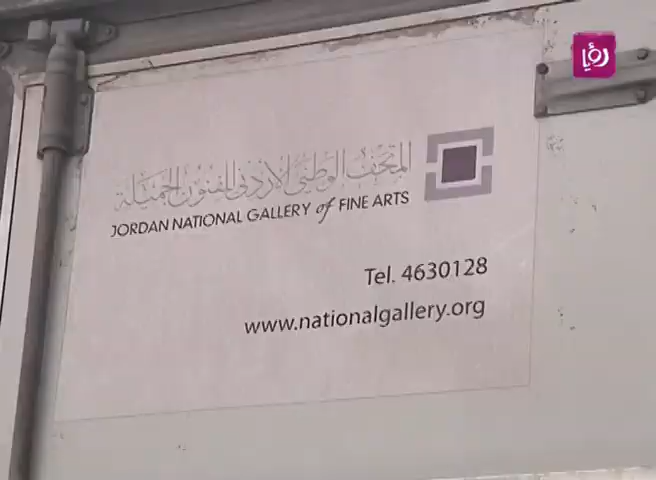 رؤيا
المتحف الوطني الأردني للفنون الجميلة
JORDAN NATIONAL GALLERY of FINE ARTS
Tel. 4630128
www.nationalgallery.org